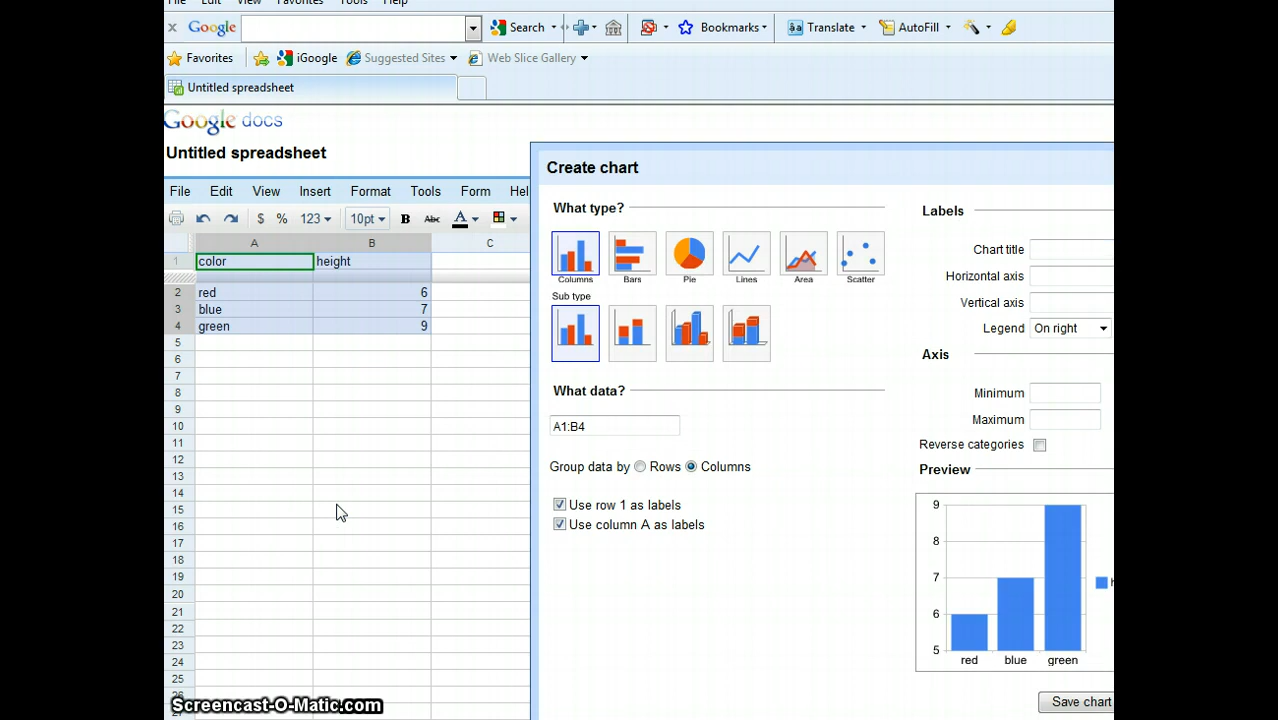 File Edit View Favorites Tools Help
x Google Search Bookmarks Translate AutoFill
Favorites iGoogle Suggested Sites Web Slice Gallery
Untitled spreadsheet
Google docs
Untitled spreadsheet
File Edit View Insert Format Tools Form Hel
$ % 123 10pt B Abc A
A B C
1 color height
2 red 6
3 blue 7
4 green 9
5
6
7
8
9
10
11
12
13
14
15
16
17
18
19
20
21
22
23
24
25
26
Create chart
What type?
Columns Bars Pie Lines Area Scatter
Sub type
What data?
A1:B4
Group data by Rows Columns
Use row 1 as labels
Use column A as labels
Labels
Chart title
Horizontal axis
Vertical axis
Legend On right
Axis
Minimum
Maximum
Reverse categories
Preview
9
8
7
6
5
red blue green
Save chart
Screencast-O-Matic.com